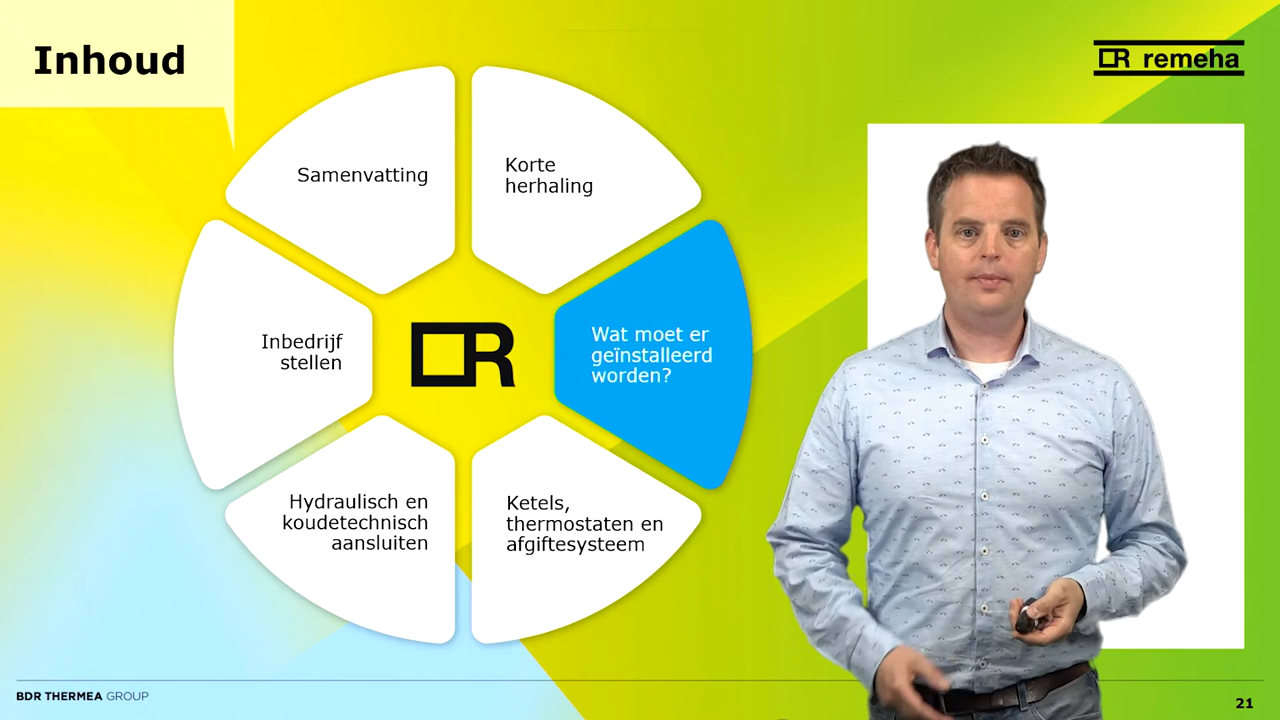 Inhoud
remeha
Samenvatting
Korte
herhaling
Wat moet er
geïnstalleerd
worden?
Ketels,
thermostaten en
afgiftesysteem
Hydraulisch en
koudetechnisch
aansluiten
Inbedrijf
stellen
BDR THERMEA GROUP
21